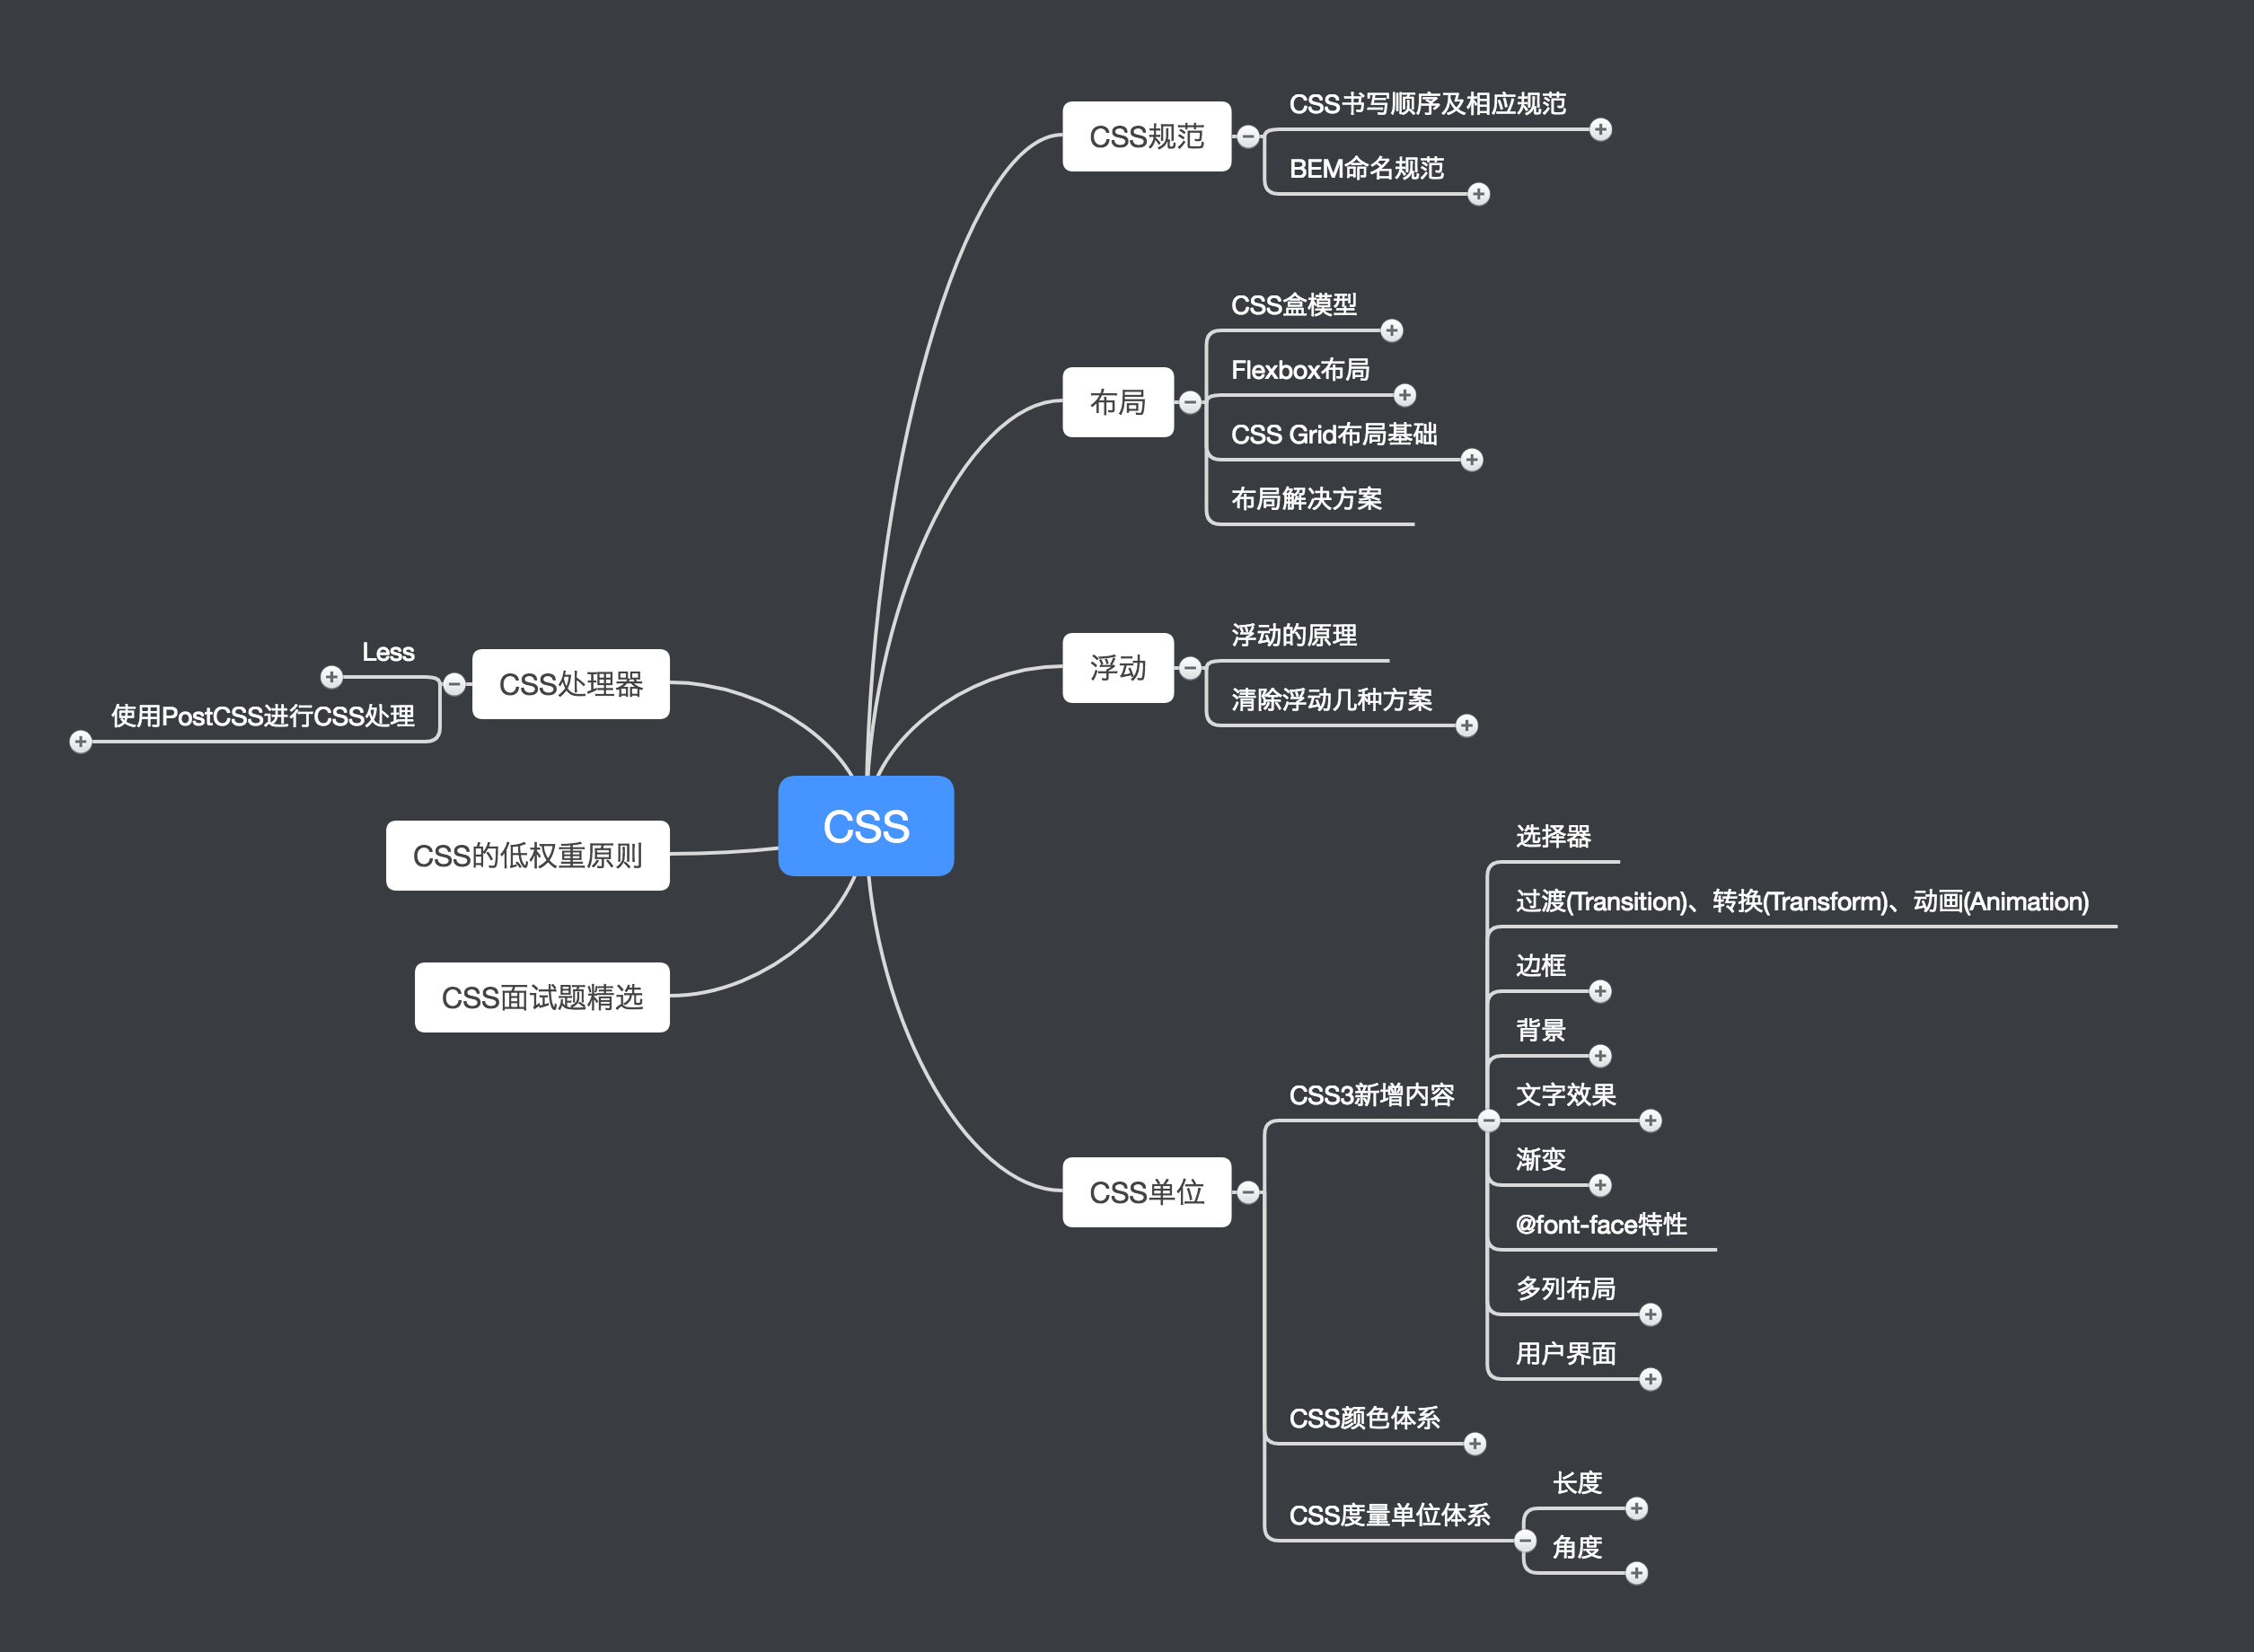 CSS
CSS规范
CSS书写顺序及相应规范
BEM命名规范
布局
CSS盒模型
Flexbox布局
CSS Grid布局基础
布局解决方案
浮动
浮动的原理
清除浮动几种方案
CSS单位
CSS3新增内容
选择器
过渡(Transition)、转换(Transform)、动画(Animation)
边框
背景
文字效果
渐变
@font-face特性
多列布局
用户界面
CSS颜色体系
CSS度量单位体系
长度
角度
CSS处理器
Less
使用PostCSS进行CSS处理
CSS的低权重原则
CSS面试题精选